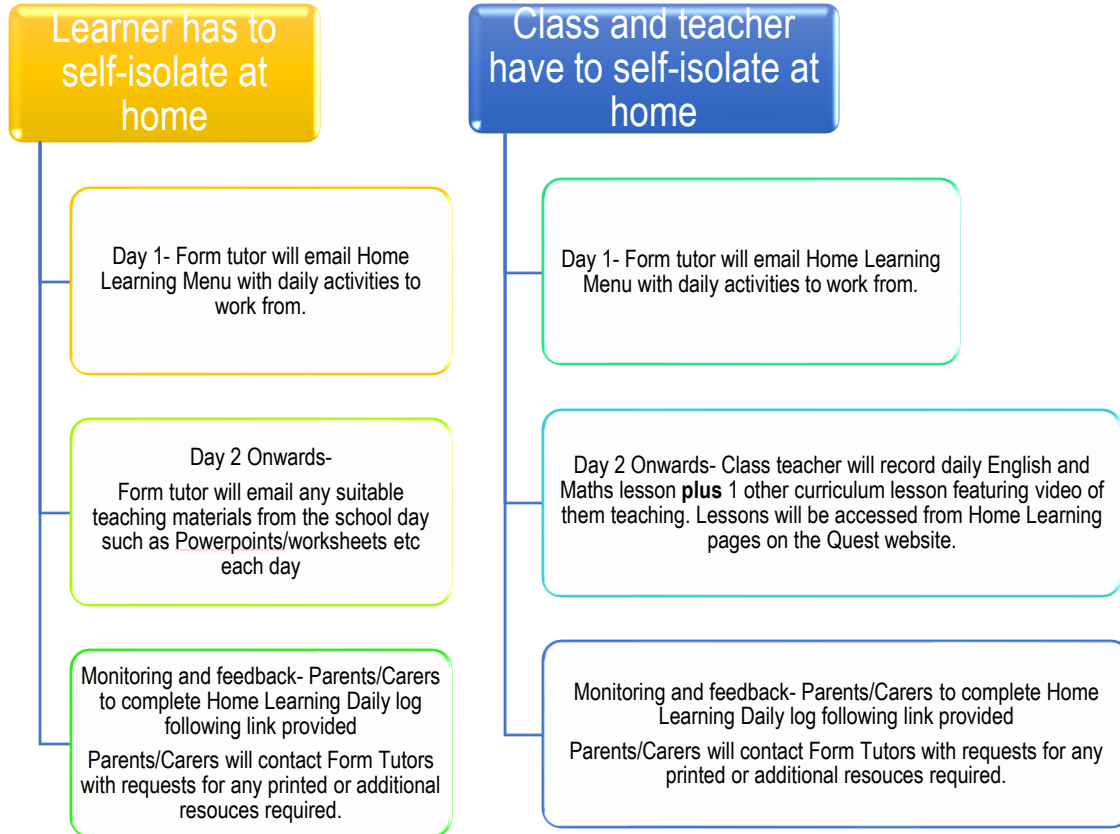 Learner has to
self-isolate at
home
Day 1- Form tutor will email Home
Learning Menu with daily activities to
work from.
Day 2 Onwards-
Form tutor will email any suitable
teaching materials from the school day
such as Powerpoints/worksheets etc
each day
Monitoring and feedback- Parents/Carers
to complete Home Learning Daily log
following link provided
Parents/Carers will contact Form Tutors
with requests for any printed or additional
resouces required.
Class and teacher
have to self-isolate at
home
Day 1- Form tutor will email Home Learning
Menu with daily activities to work from.
Day 2 Onwards- Class teacher will record daily English and
Maths lesson plus 1 other curriculum lesson featuring video of
them teaching. Lessons will be accessed from Home Learning
pages on the Quest website.
Monitoring and feedback- Parents/Carers to complete Home
Learning Daily log following link provided
Parents/Carers will contact Form Tutors with requests for any
printed or additional resources required.